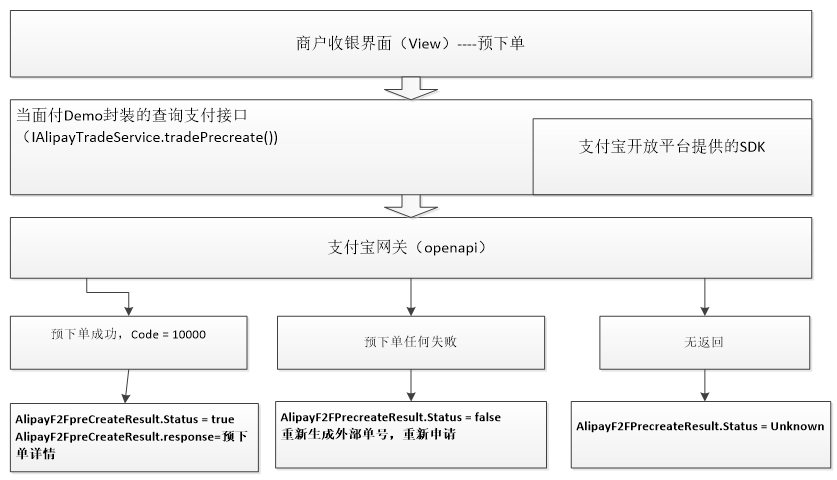 商户收银界面（View）----预下单
当面付Demo封装的查询支付接口
（IAlipayTradeService.tradePrecreate())
支付宝开放平台提供的SDK
支付宝网关（openapi）
预下单成功，Code = 10000
预下单任何失败
无返回
AlipayF2FpreCreateResult.Status = true
AlipayF2FpreCreateResult.response=预下
单详情
AlipayF2FPrecreateResult.Status = false
重新生成外部单号，重新申请
AlipayF2FPrecreateResult.Status = Unknown